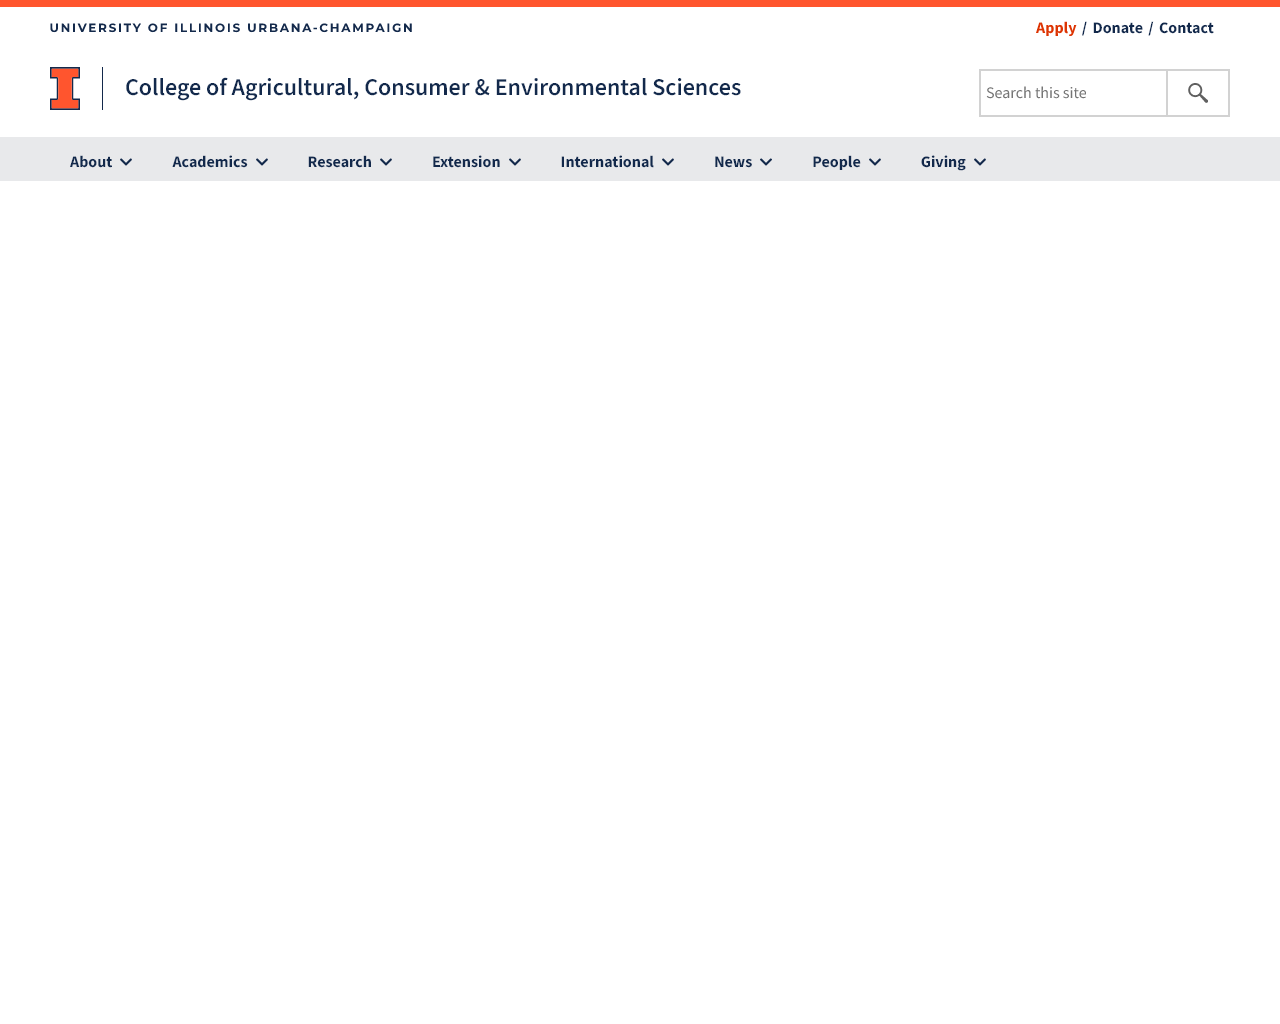 UNIVERSITY OF ILLINOIS URBANA-CHAMPAIGN
Apply / Donate / Contact
College of Agricultural, Consumer & Environmental Sciences
Search this site
About Academics Research Extension International News People Giving